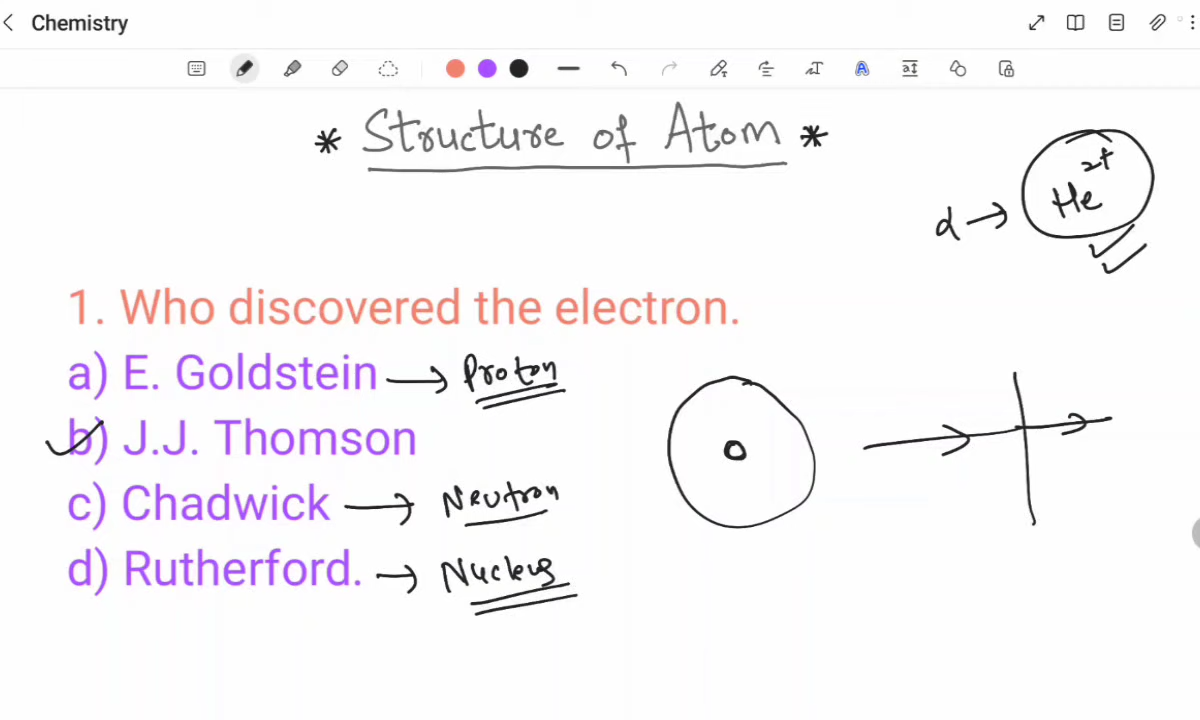 Chemistry
* Structure of Atom *
α → He2+
1. Who discovered the electron.
a) E. Goldstein → Proton
b) J.J. Thomson
c) Chadwick → Neutron
d) Rutherford. → Nucleus